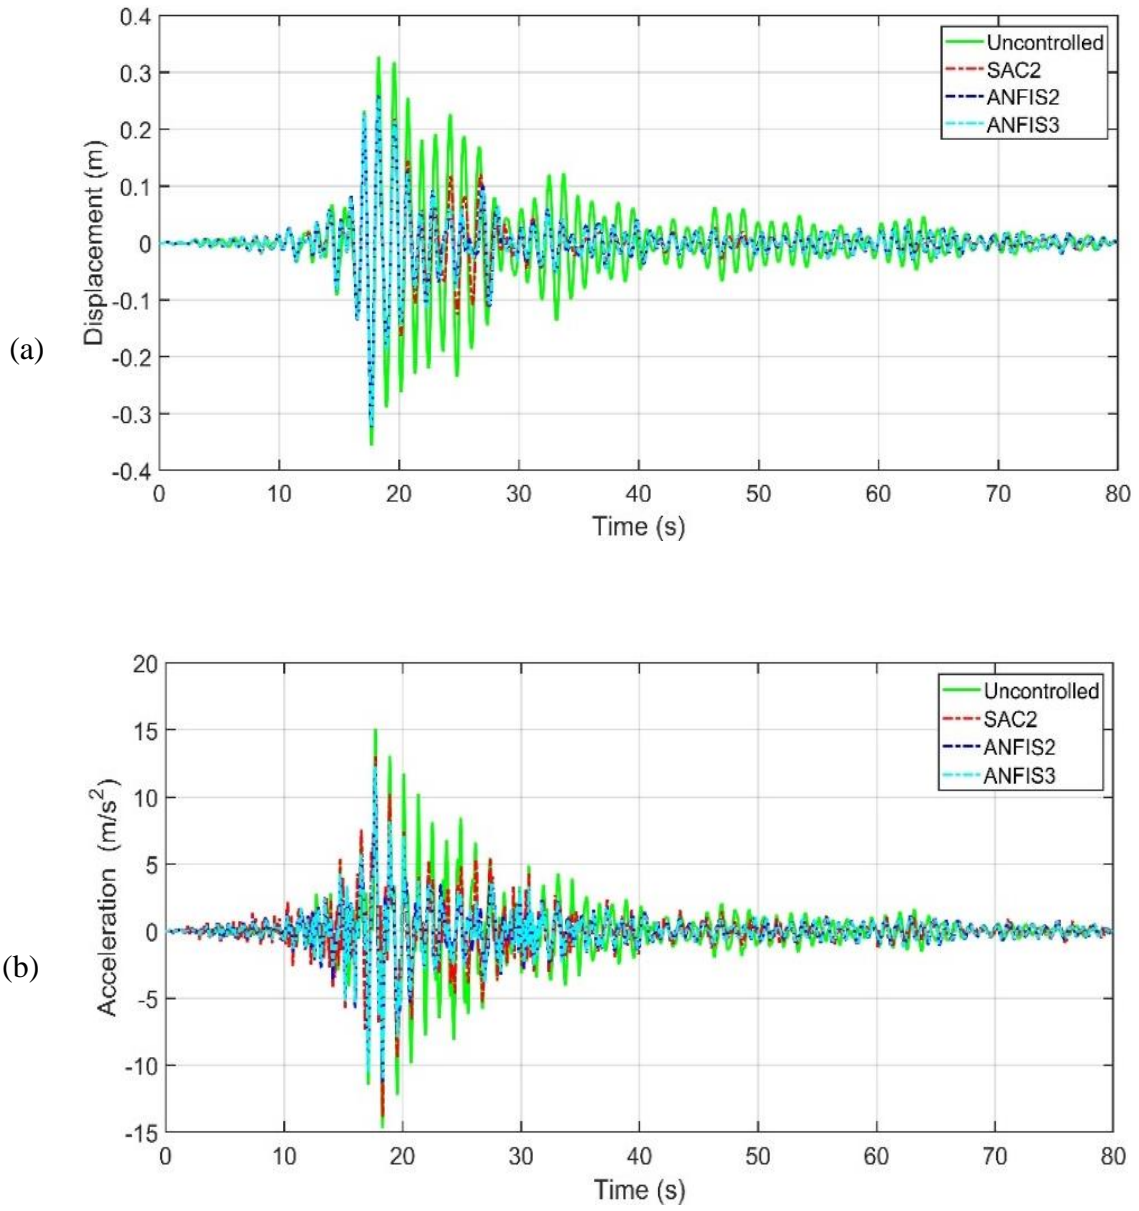 0.4
0.3
0.2
0.1
0
-0.1
-0.2
-0.3
-0.4
Displacement (m)
Uncontrolled
SAC2
ANFIS2
ANFIS3
(a)
0 10 20 30 40 50 60 70 80
Time (s)
20
15
10
5
0
-5
-10
-15
Acceleration (m/s²)
Uncontrolled
SAC2
ANFIS2
ANFIS3
(b)
0 10 20 30 40 50 60 70 80
Time (s)